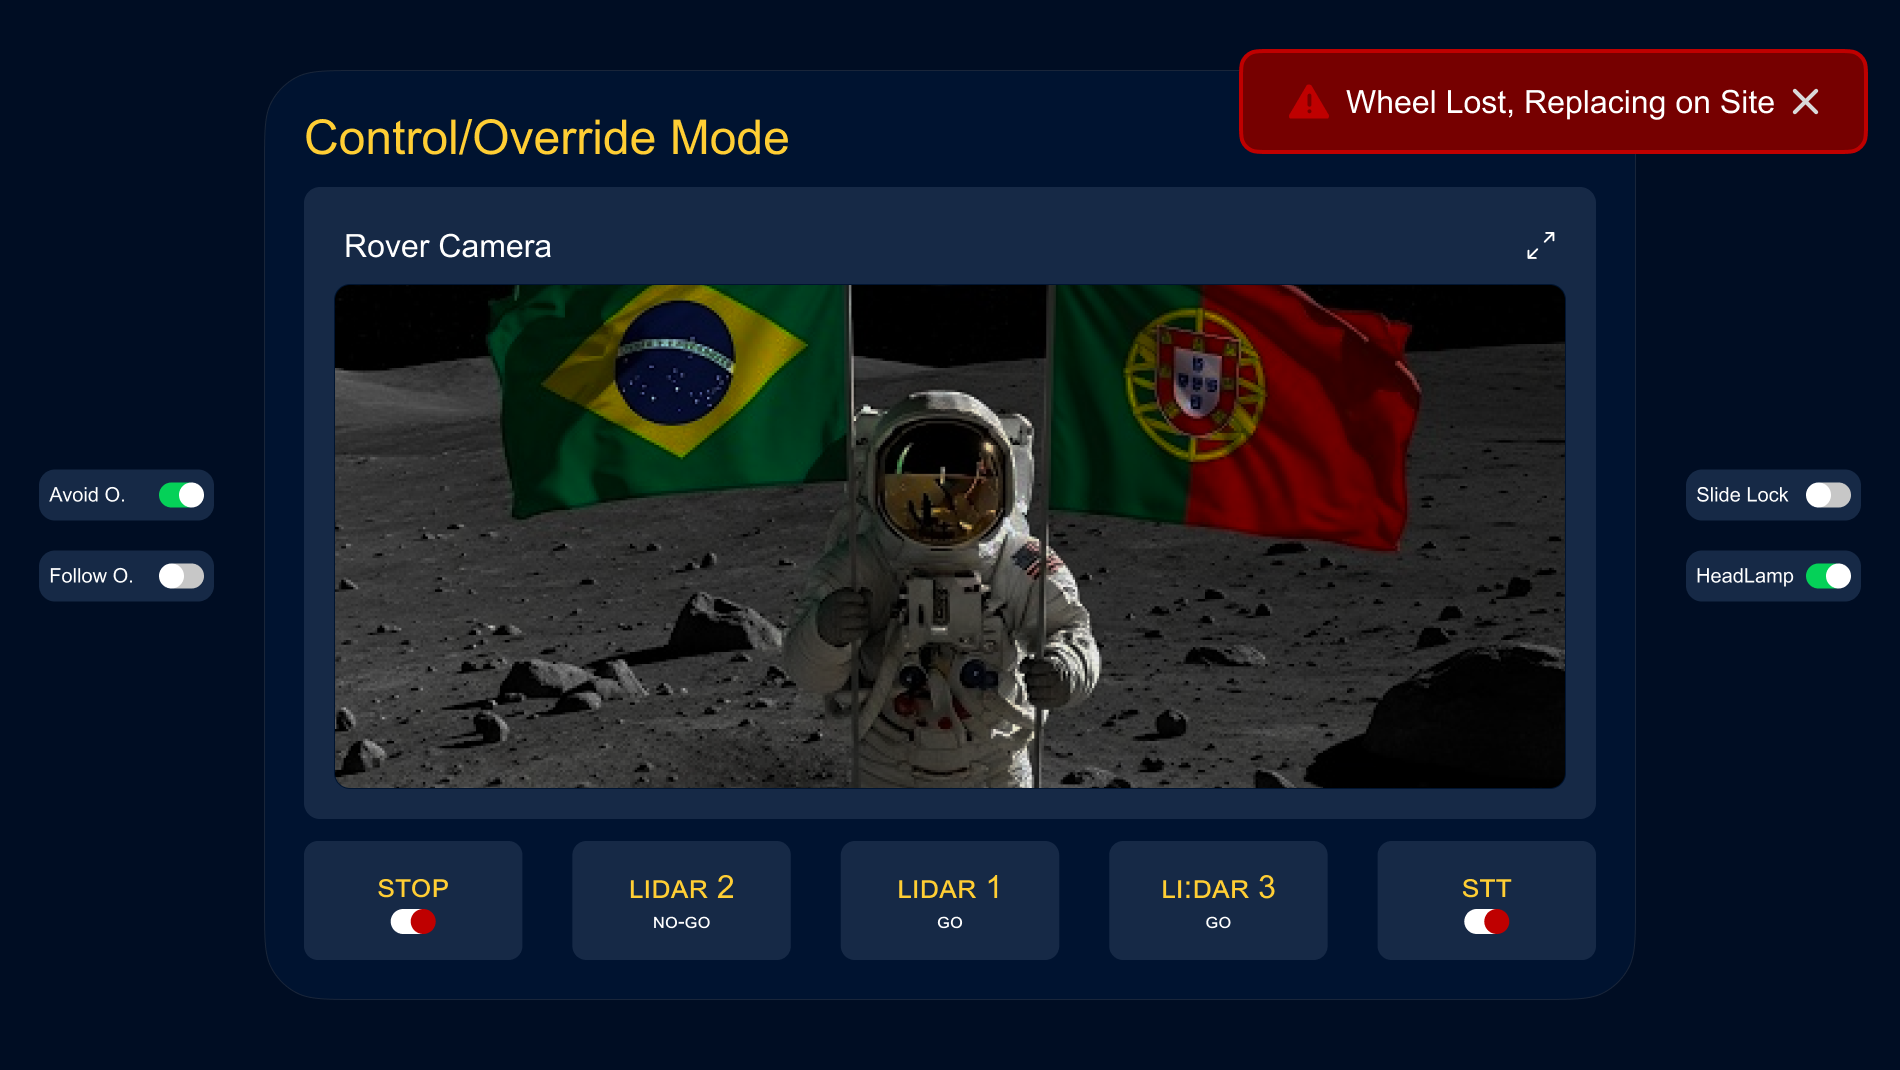 Wheel Lost, Replacing on Site
Control/Override Mode
Rover Camera
Avoid O.
Follow O.
Slide Lock
HeadLamp
STOP
LIDAR 2
NO-GO
LIDAR 1
GO
LI:DAR 3
GO
STT